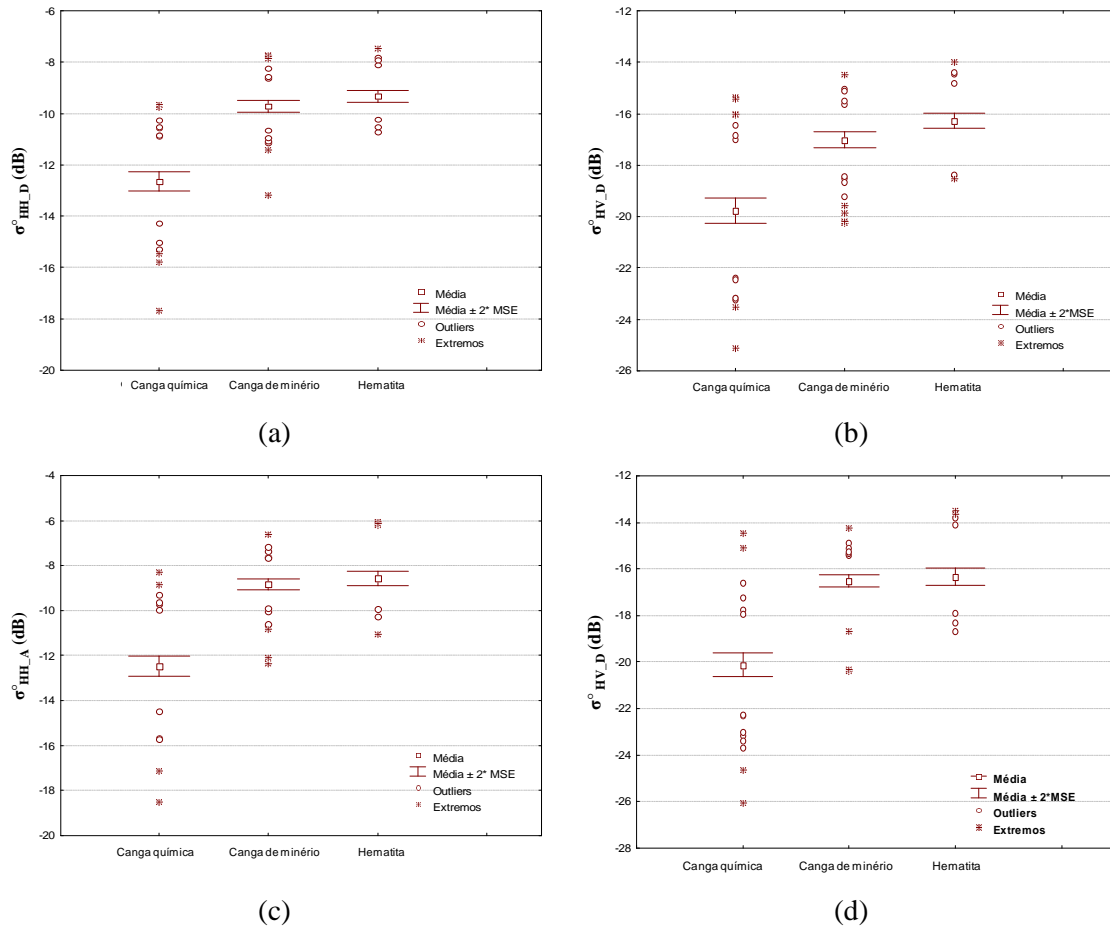 -6
-8
-10
-12
-14
-16
-18
-20
σ°HH_D (dB)
Média
Média ± 2* MSE
Outliers
Extremos
Canga química
Canga de minério
Hematita
(a)
-12
-14
-16
-18
-20
-22
-24
-26
σ°HV_D (dB)
Média
Média ± 2*MSE
Outliers
Extremos
Canga química
Canga de minério
Hematita
(b)
-4
-6
-8
-10
-12
-14
-16
-18
-20
σ°HH_A (dB)
Média
Média ± 2* MSE
Outliers
Extremos
Canga química
Canga de minério
Hematita
(c)
-12
-14
-16
-18
-20
-22
-24
-26
-28
σ°HV_D (dB)
Média
Média ± 2*MSE
Outliers
Extremos
Canga química
Canga de minério
Hematita
(d)